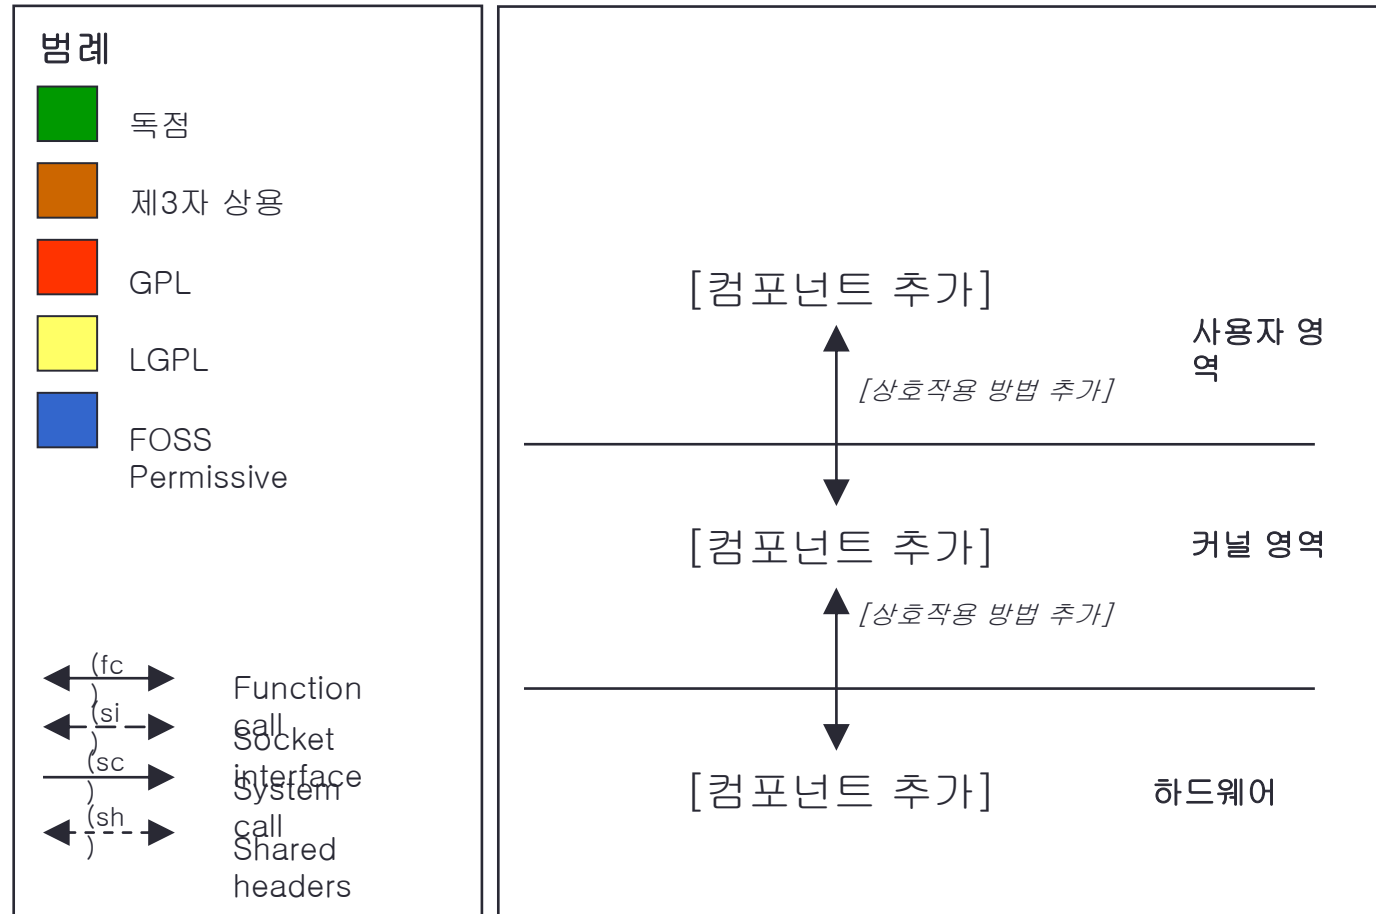 범례
독점
제3자 상용
GPL
LGPL
FOSS
Permissive
(fc
)
Function
call
(si
)
Socket
interface
(sc
)
System
call
(sh
)
Shared
headers
[컴포넌트 추가]
사용자 영
역
[상호작용 방법 추가]
[컴포넌트 추가]
커널 영역
[상호작용 방법 추가]
[컴포넌트 추가]
하드웨어